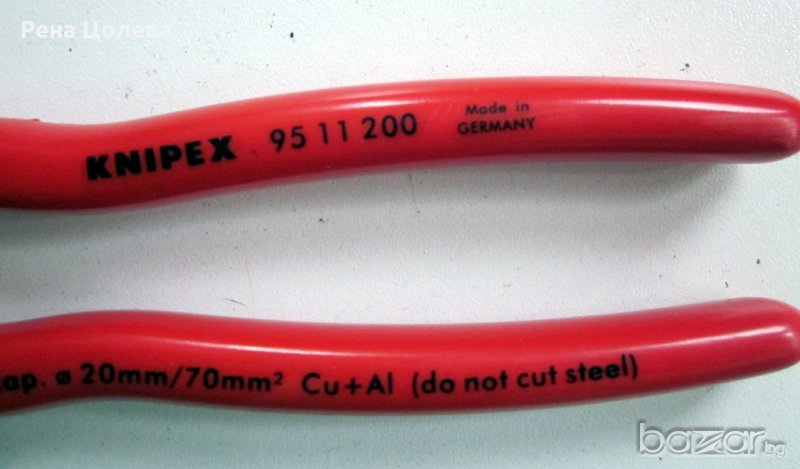 Рена Цолева
KNIPEX 95 11 200 Made in
GERMANY
cap. ø 20mm/70mm² Cu+Al (do not cut steel)
bazar.bg